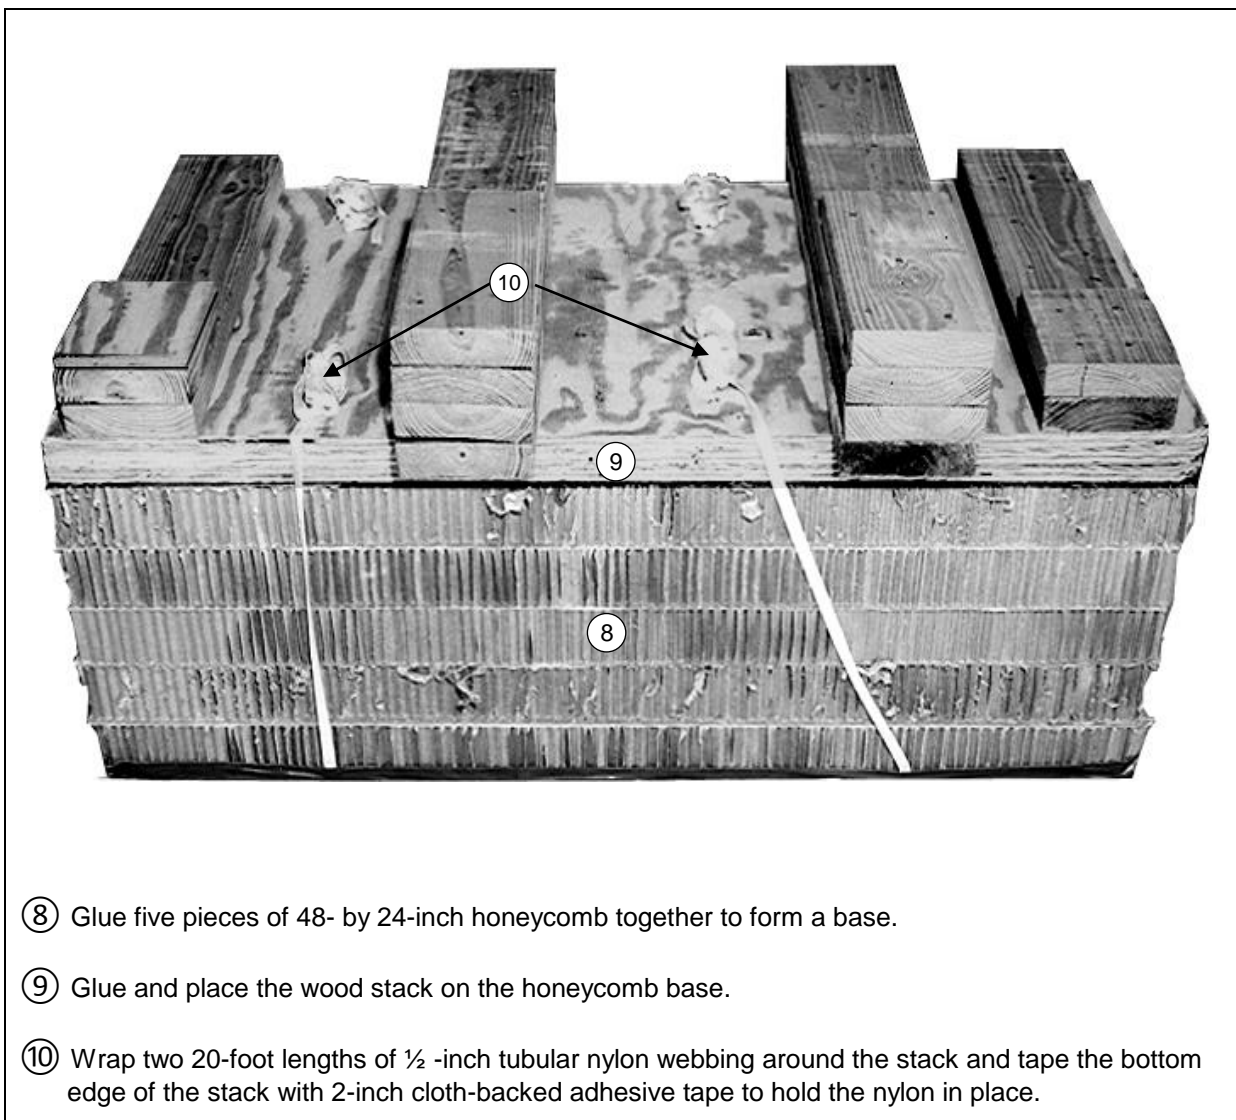 10
9
8
⑧ Glue five pieces of 48- by 24-inch honeycomb together to form a base.
⑨ Glue and place the wood stack on the honeycomb base.
⑩ Wrap two 20-foot lengths of ½ -inch tubular nylon webbing around the stack and tape the bottom
edge of the stack with 2-inch cloth-backed adhesive tape to hold the nylon in place.